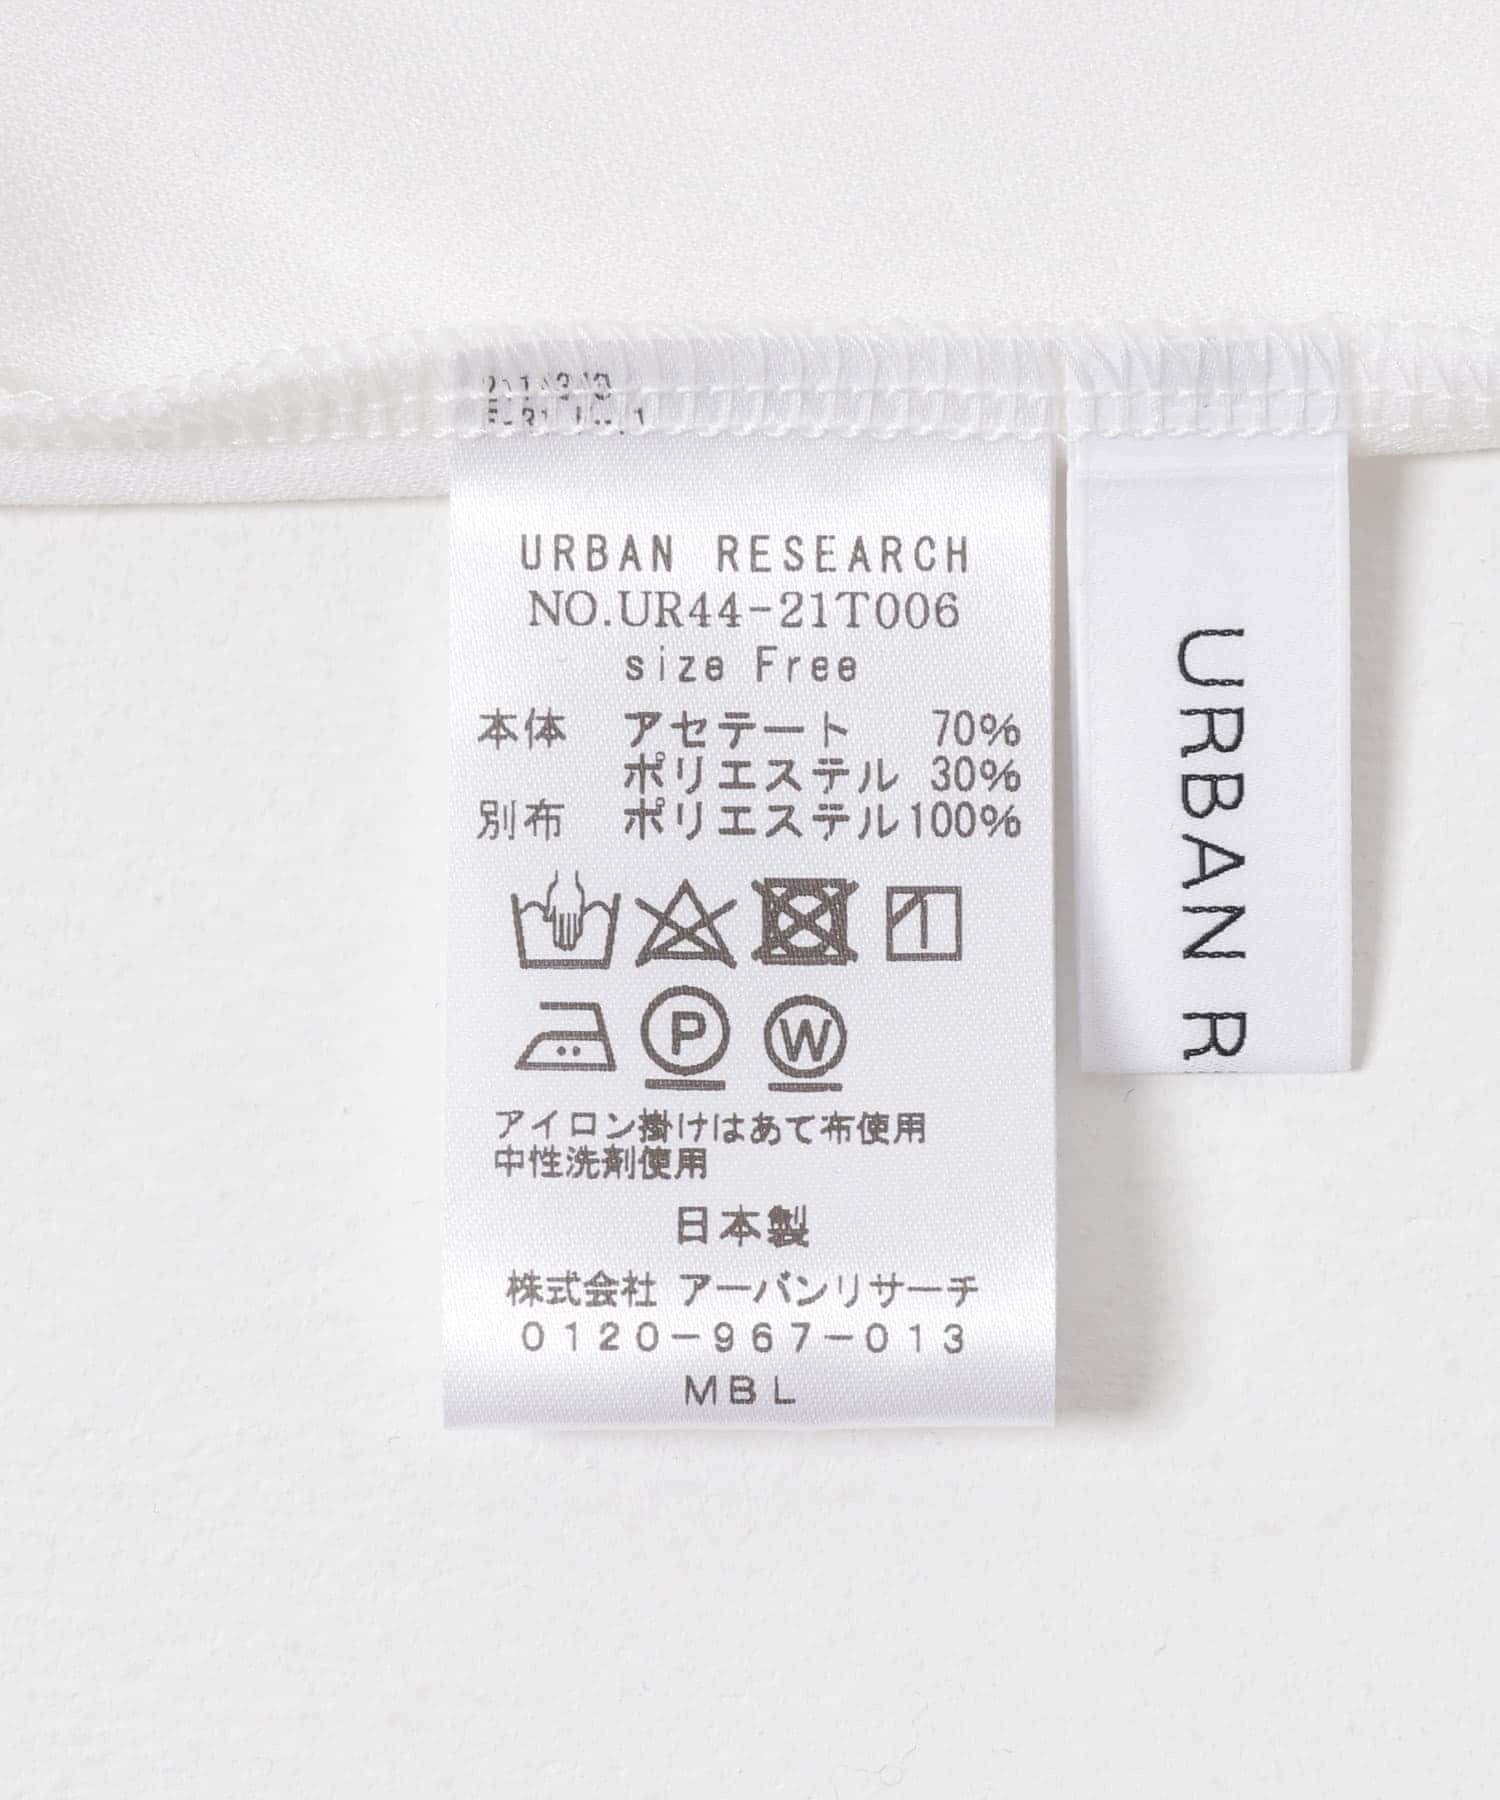 URBAN RESEARCH
NO.UR44-21T006
size Free
本体 アセテート 70%
ポリエステル 30%
別布 ポリエステル100%
P W
アイロン掛けはあて布使用
中性洗剤使用
日本製
株式会社 アーバンリサーチ
0120-967-013
MBL
URBAN R